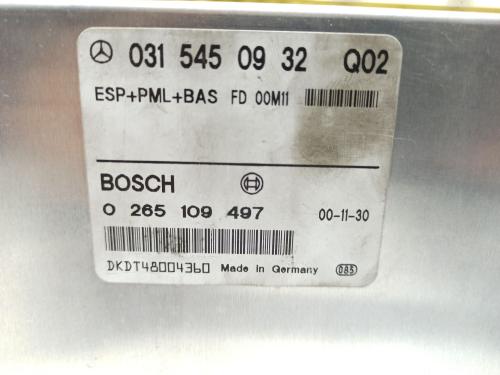 031 545 09 32 Q02
ESP+PML+BAS FD 00M11
BOSCH
0 265 109 497 00-11-30
DKDT48004360 Made in Germany 083